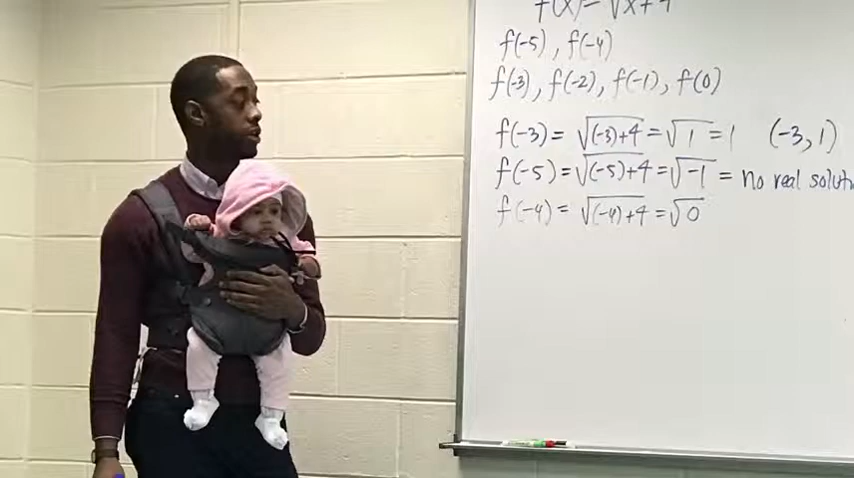 f(x) = √x+4
f(-5), f(-4)
f(-3), f(-2), f(-1), f(0)
f(-3) = √(-3)+4 = √1 = 1 (-3, 1)
f(-5) = √(-5)+4 = √-1 = no real
f(-4) = √(-4)+4 = √0